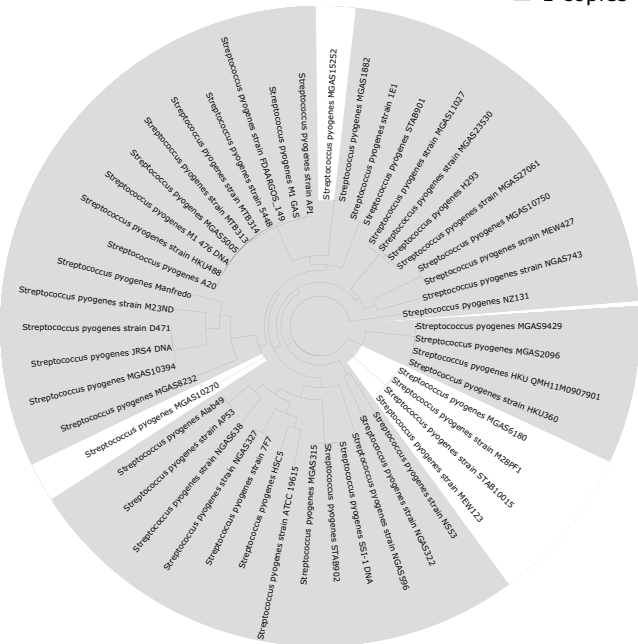 2 copies
Streptococcus pyogenes MGAS15252
Streptococcus pyogenes MGAS1882
Streptococcus pyogenes strain 1E1
Streptococcus pyogenes STAB901
Streptococcus pyogenes strain MGAS11027
Streptococcus pyogenes strain MGAS23530
Streptococcus pyogenes H293
Streptococcus pyogenes strain MGAS27061
Streptococcus pyogenes MGAS10750
Streptococcus pyogenes strain MEW427
Streptococcus pyogenes strain NGAS743
Streptococcus pyogenes NZ131
Streptococcus pyogenes MGAS9429
Streptococcus pyogenes MGAS2096
Streptococcus pyogenes HKU QMH11M0907901
Streptococcus pyogenes strain HKU360
Streptococcus pyogenes MGAS6180
Streptococcus pyogenes strain M28PF1
Streptococcus pyogenes strain STAB10015
Streptococcus pyogenes strain MEW123
Streptococcus pyogenes strain NS53
Streptococcus pyogenes strain NGAS322
Streptococcus pyogenes strain NGAS596
Streptococcus pyogenes SSI-1 DNA
Streptococcus pyogenes STAB902
Streptococcus pyogenes MGAS315
Streptococcus pyogenes strain ATCC 19615
Streptococcus pyogenes HSC5
Streptococcus pyogenes strain 7F7
Streptococcus pyogenes strain NGAS327
Streptococcus pyogenes strain NGAS638
Streptococcus pyogenes strain AP53
Streptococcus pyogenes Alab49
Streptococcus pyogenes MGAS10270
Streptococcus pyogenes MGAS8232
Streptococcus pyogenes MGAS10394
Streptococcus pyogenes JRS4 DNA
Streptococcus pyogenes strain D471
Streptococcus pyogenes strain M23ND
Streptococcus pyogenes Manfredo
Streptococcus pyogenes A20
Streptococcus pyogenes strain HKU488
Streptococcus pyogenes M1 476 DNA
Streptococcus pyogenes MGAS5005
Streptococcus pyogenes strain MTB313
Streptococcus pyogenes strain MTB314
Streptococcus pyogenes strain 5448
Streptococcus pyogenes strain FDAARGOS_149
Streptococcus pyogenes M1 GAS
Streptococcus pyogenes strain AP1